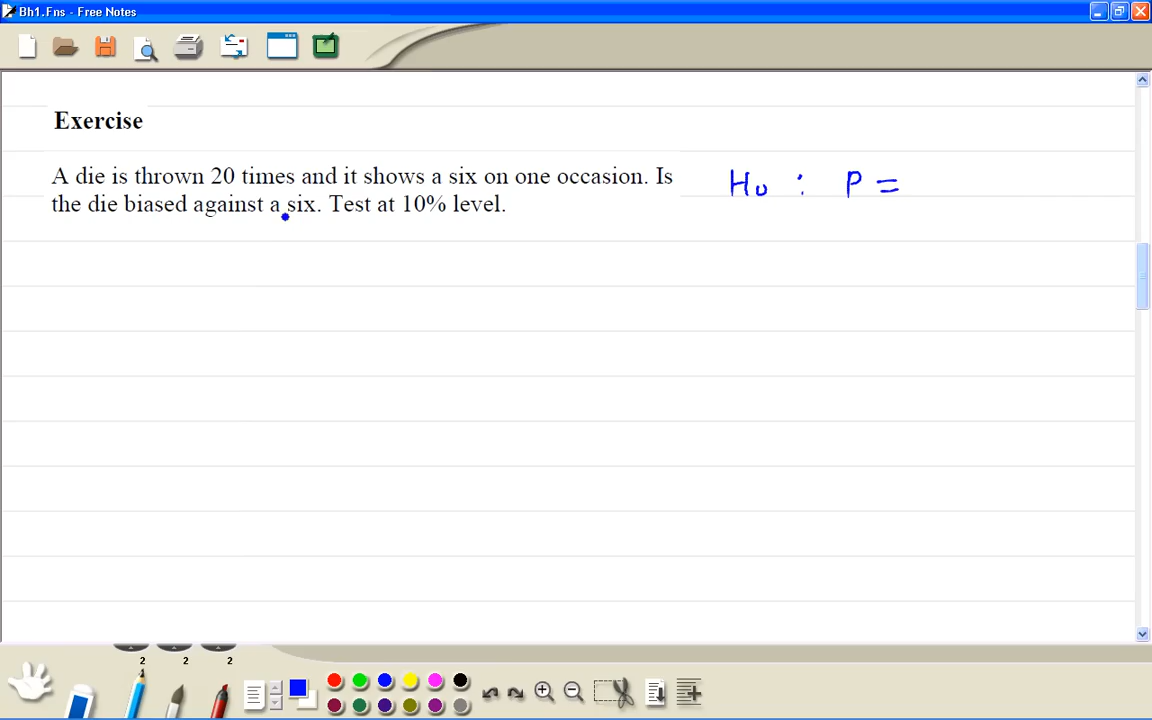 Bh1.Fns - Free Notes
Exercise
A die is thrown 20 times and it shows a six on one occasion. Is
the die biased against a six. Test at 10% level.
H0 : P =
2 2 2